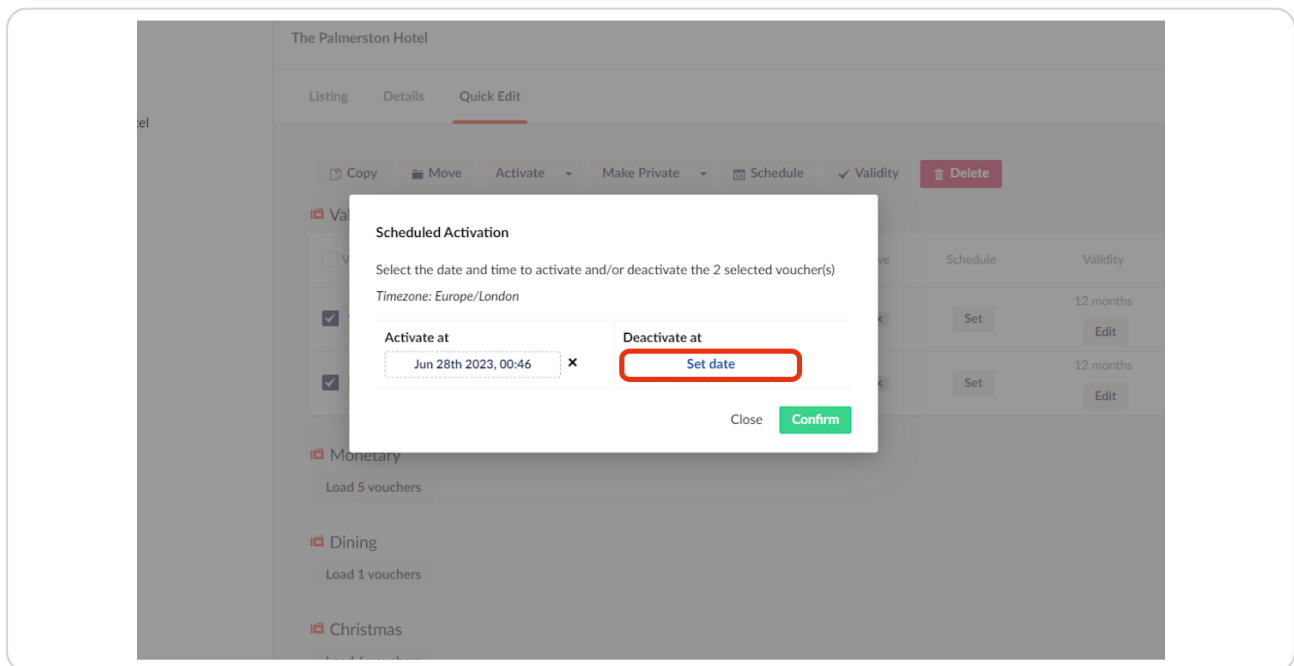 The Palmerston Hotel
Listing Details Quick Edit
Copy Move Activate Make Private Schedule Validity Delete
Scheduled Activation
Select the date and time to activate and/or deactivate the 2 selected voucher(s)
Timezone: Europe/London
Activate at Deactivate at
Jun 28th 2023, 00:46 Set date
Close Confirm
Schedule Validity
12 months
Set
Edit
12 months
Set
Edit
Monetary
Load 5 vouchers
Dining
Load 1 vouchers
Christmas